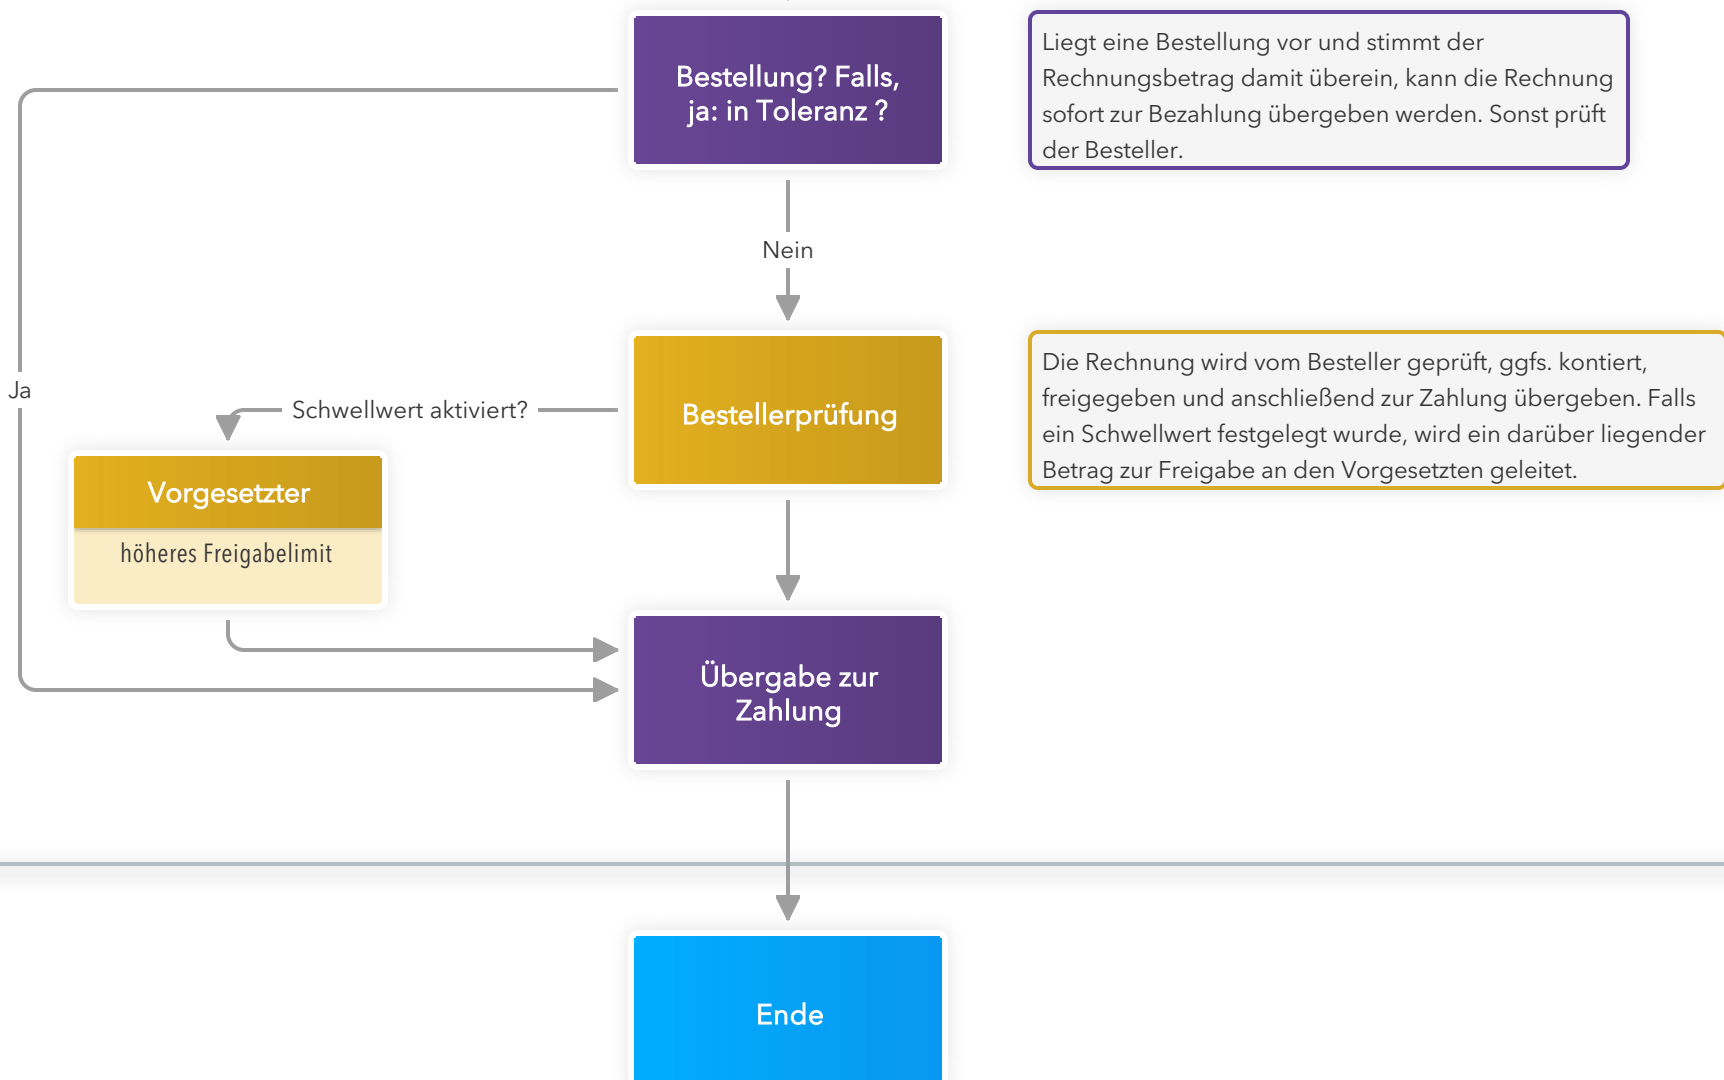 Bestellung? Falls,
ja: in Toleranz ?
Liegt eine Bestellung vor und stimmt der
Rechnungsbetrag damit überein, kann die Rechnung
sofort zur Bezahlung übergeben werden. Sonst prüft
der Besteller.
Nein
Ja
Schwellwert aktiviert?
Bestellerprüfung
Die Rechnung wird vom Besteller geprüft, ggfs. kontiert,
freigegeben und anschließend zur Zahlung übergeben. Falls
ein Schwellwert festgelegt wurde, wird ein darüber liegender
Betrag zur Freigabe an den Vorgesetzten geleitet.
Vorgesetzter
höheres Freigabelimit
Übergabe zur
Zahlung
Ende